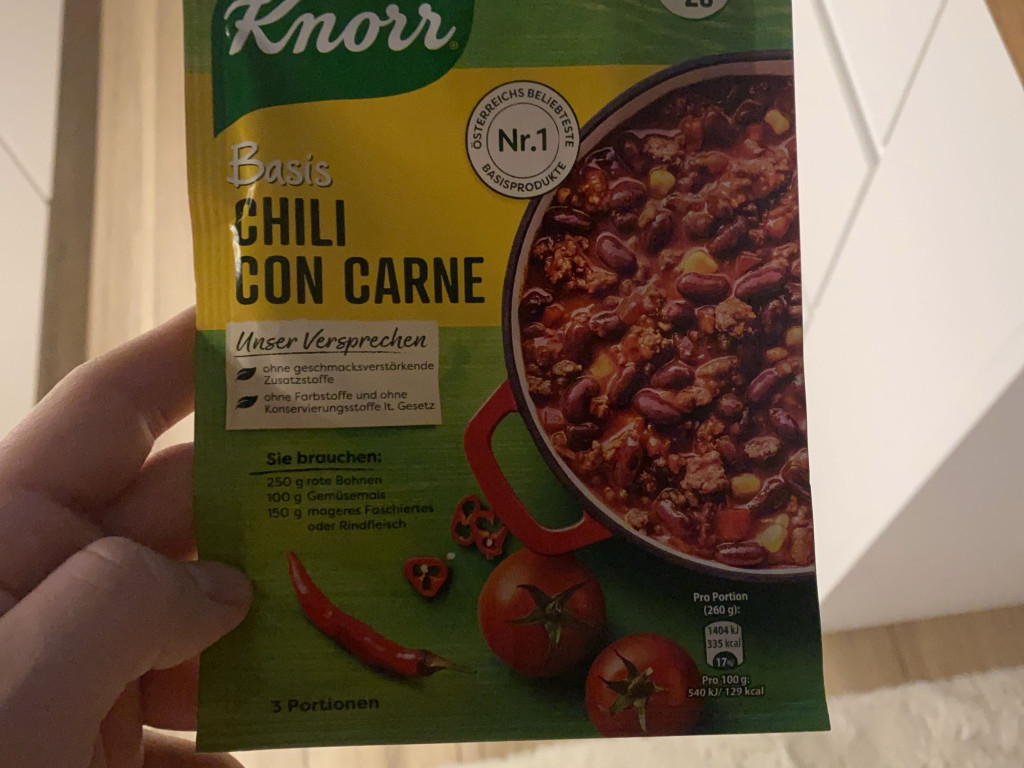 Knorr
20
ÖSTERREICHS BELIEBTESTE
Nr.1
BASISPRODUKTE
Basis
CHILI
CON CARNE
Unser Versprechen
ohne geschmacksverstärkende
Zusatzstoffe
ohne Farbstoffe und ohne
Konservierungsstoffe lt. Gesetz
Sie brauchen:
250 g rote Bohnen
100 g Gemüsemais
150 g mageres Faschiertes
oder Rindfleisch
3 Portionen
Pro Portion
(260 g):
1404 kJ
335 kcal
17%
Pro 100 g:
540 kJ/ 129 kcal